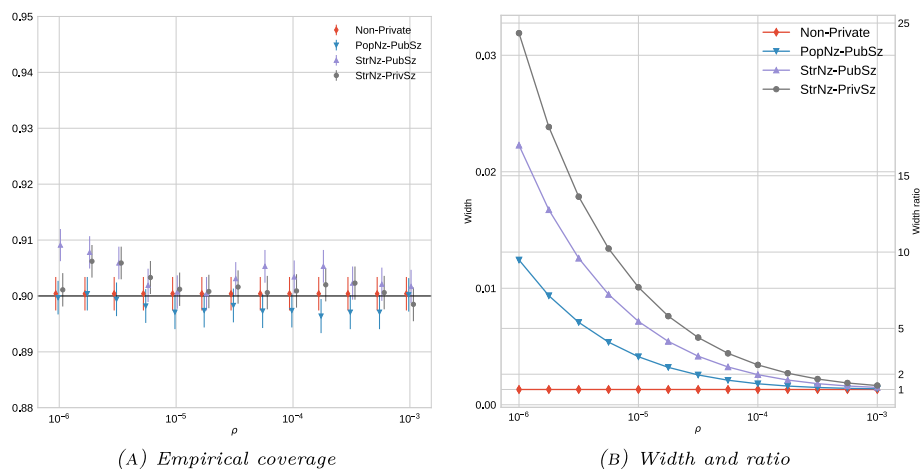 0.95
0.94
0.93
0.92
0.91
0.90
0.89
0.88
Non-Private
PopNz-PubSz
StrNz-PubSz
StrNz-PrivSz
10⁻⁶
10⁻⁵
10⁻⁴
10⁻³
ρ
(A) Empirical coverage
Width
0.03
0.02
0.01
0.00
Non-Private
PopNz-PubSz
StrNz-PubSz
StrNz-PrivSz
25
15
10
5
2
1
Width ratio
10⁻⁶
10⁻⁵
10⁻⁴
10⁻³
ρ
(B) Width and ratio